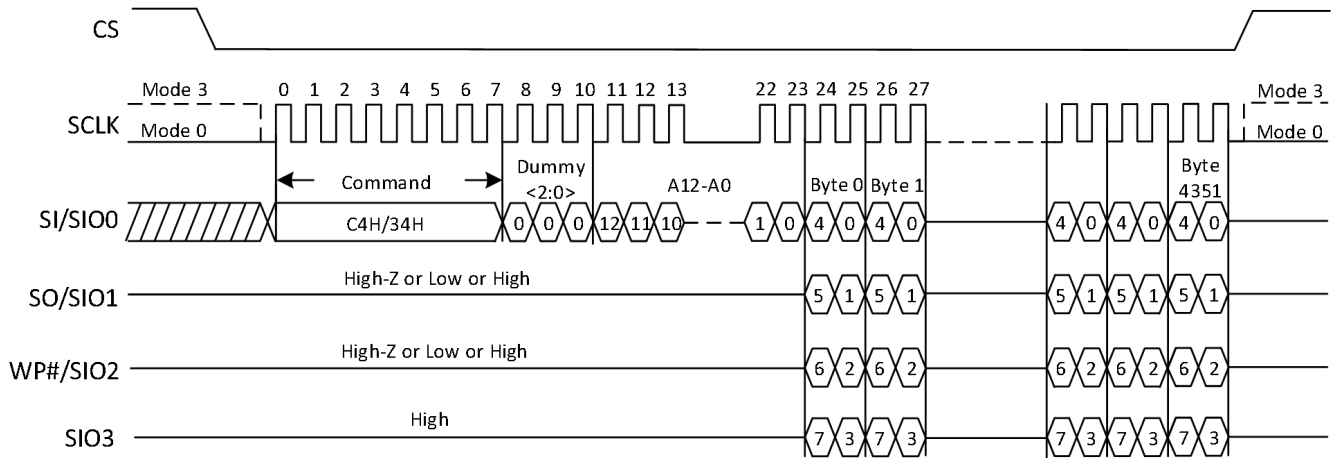 CS
0 1 2 3 4 5 6 7 8 9 10 11 12 13 22 23 24 25 26 27
Mode 3 Mode 3
SCLK
Mode 0 Mode 0
Dummy
<2:0>
Command A12-A0 Byte 0 Byte 1 Byte
4351
SI/SIO0 C4H/34H 0 0 0 12 11 10 1 0 4 0 4 0 4 0 4 0 4 0
High-Z or Low or High
SO/SIO1 5 1 5 1 5 1 5 1 5 1
High-Z or Low or High
WP#/SIO2 6 2 6 2 6 2 6 2 6 2
High
SIO3 7 3 7 3 7 3 7 3 7 3